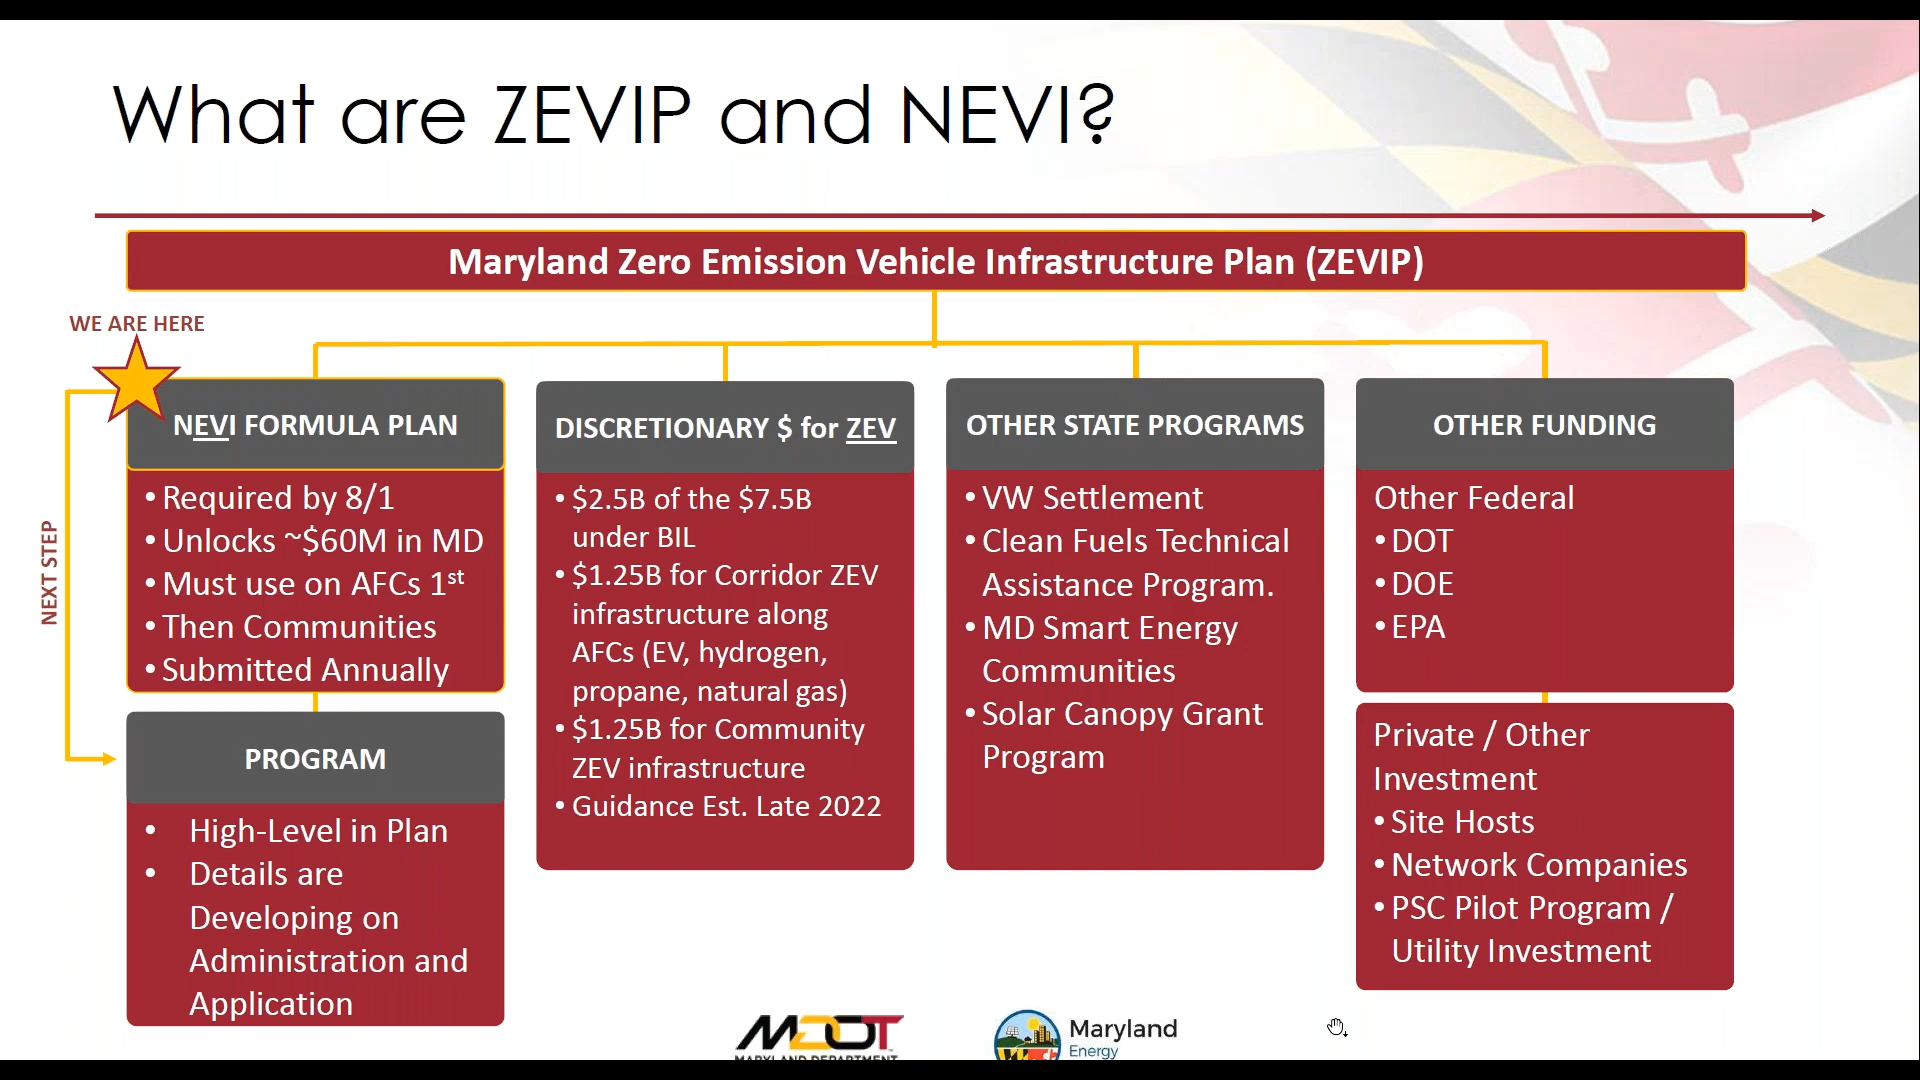 What are ZEVIP and NEVI?
Maryland Zero Emission Vehicle Infrastructure Plan (ZEVIP)
WE ARE HERE
NEXT STEP
NEVI FORMULA PLAN
• Required by 8/1
• Unlocks ~$60M in MD
• Must use on AFCs 1st
• Then Communities
• Submitted Annually
PROGRAM
• High-Level in Plan
• Details are
Developing on
Administration and
Application
DISCRETIONARY $ for ZEV
• $2.5B of the $7.5B
under BIL
• $1.25B for Corridor ZEV
infrastructure along
AFCs (EV, hydrogen,
propane, natural gas)
• $1.25B for Community
ZEV infrastructure
• Guidance Est. Late 2022
OTHER STATE PROGRAMS
• VW Settlement
• Clean Fuels Technical
Assistance Program.
• MD Smart Energy
Communities
• Solar Canopy Grant
Program
OTHER FUNDING
Other Federal
• DOT
• DOE
• EPA
Private / Other
Investment
• Site Hosts
• Network Companies
• PSC Pilot Program /
Utility Investment
MDOT
MARYLAND DEPARTMENT
Maryland
Energy